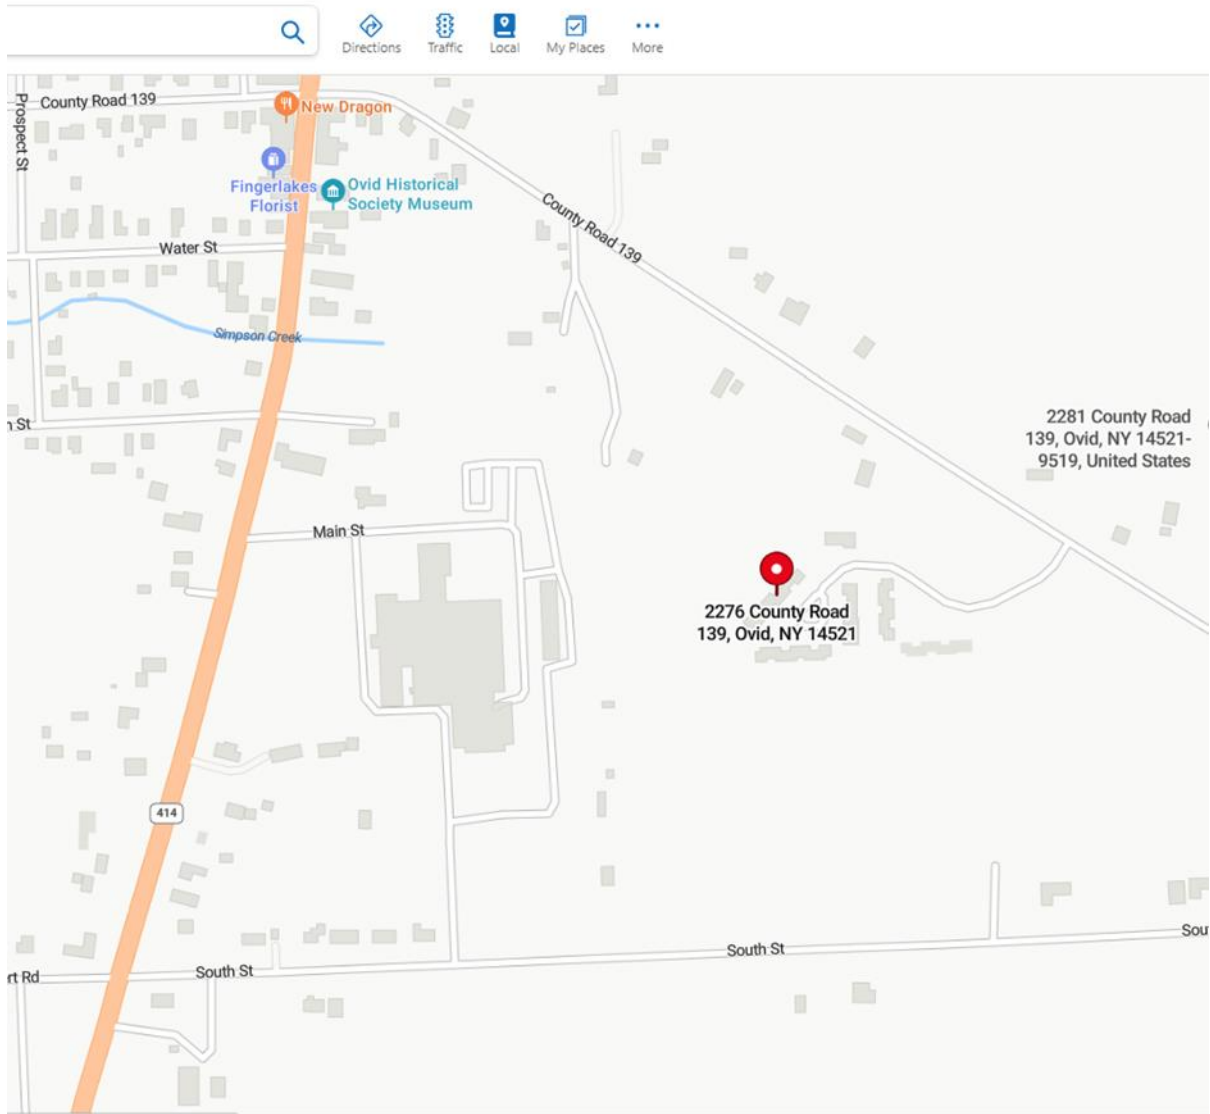 Directions
Traffic
Local
My Places
More
Prospect St
County Road 139
New Dragon
Fingerlakes
Florist
Ovid Historical
Society Museum
County Road 139
Water St
Simpson Creek
St
2281 County Road
139, Ovid, NY 14521-
9519, United States
Main St
2276 County Road
139, Ovid, NY 14521
414
South St
South St
Sou
rt Rd